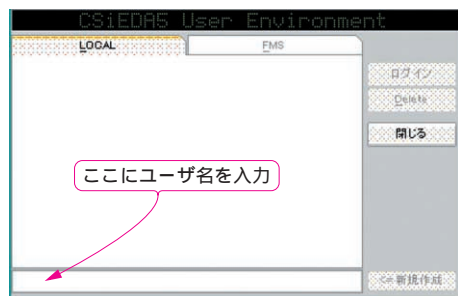 CSiEDA5 User Environment
LOCAL
FMS
ログイン
Delete
閉じる
ここにユーザ名を入力
<= 新規作成